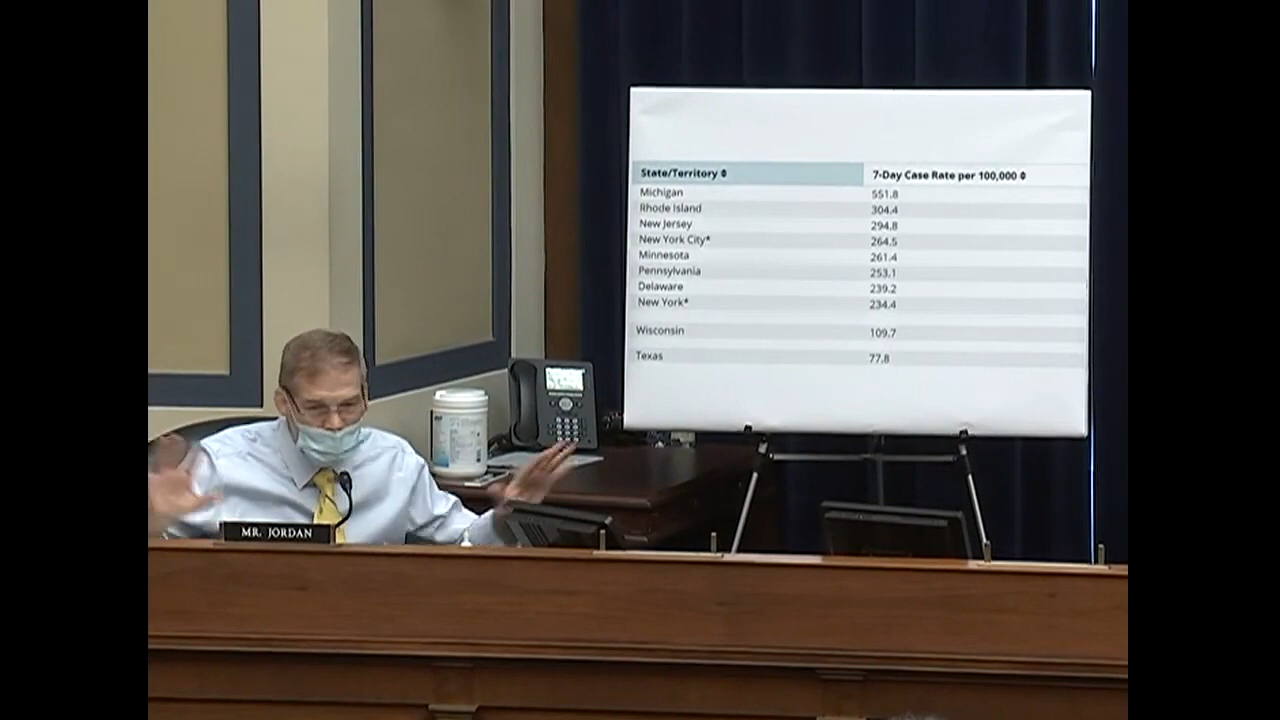 State/Territory 7-Day Case Rate per 100,000
Michigan 551.8
Rhode Island 304.4
New Jersey 294.8
New York City* 264.5
Minnesota 261.4
Pennsylvania 253.1
Delaware 239.2
New York* 234.4
Wisconsin 109.7
Texas 77.8
MR. JORDAN